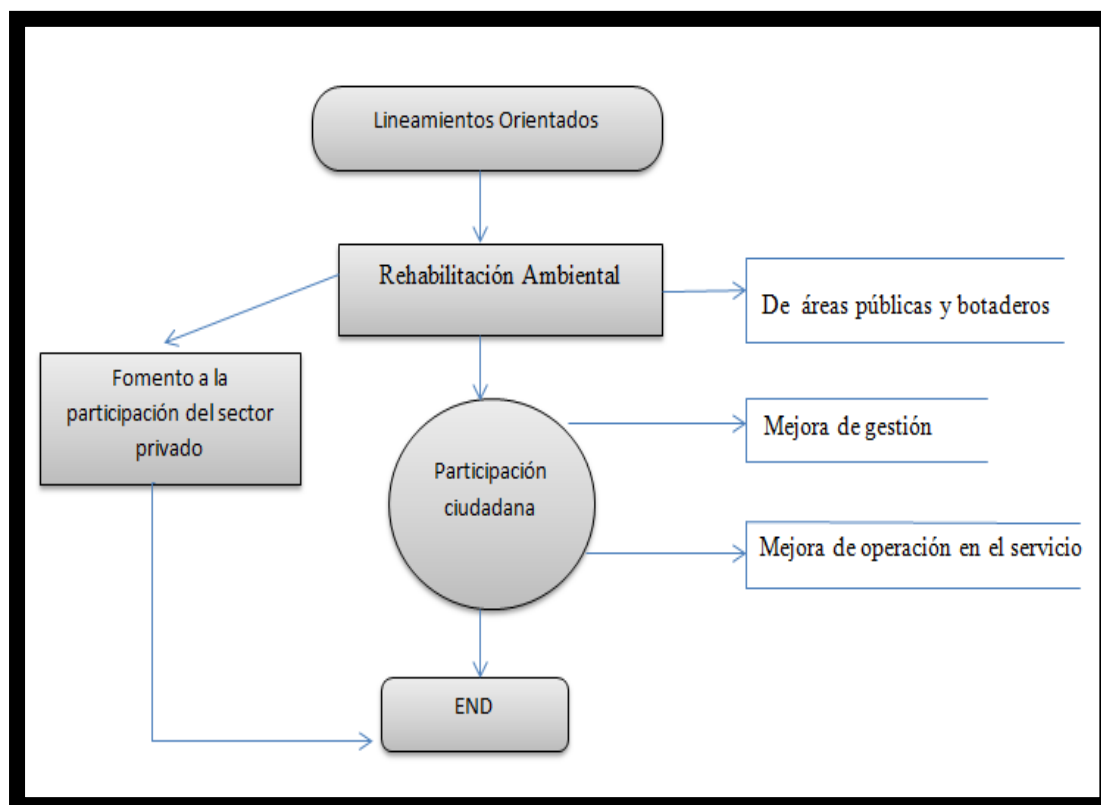 Lineamientos Orientados
Rehabilitación Ambiental
De áreas públicas y botaderos
Fomento a la
participación del sector
privado
Mejora de gestión
Participación
ciudadana
Mejora de operación en el servicio
END